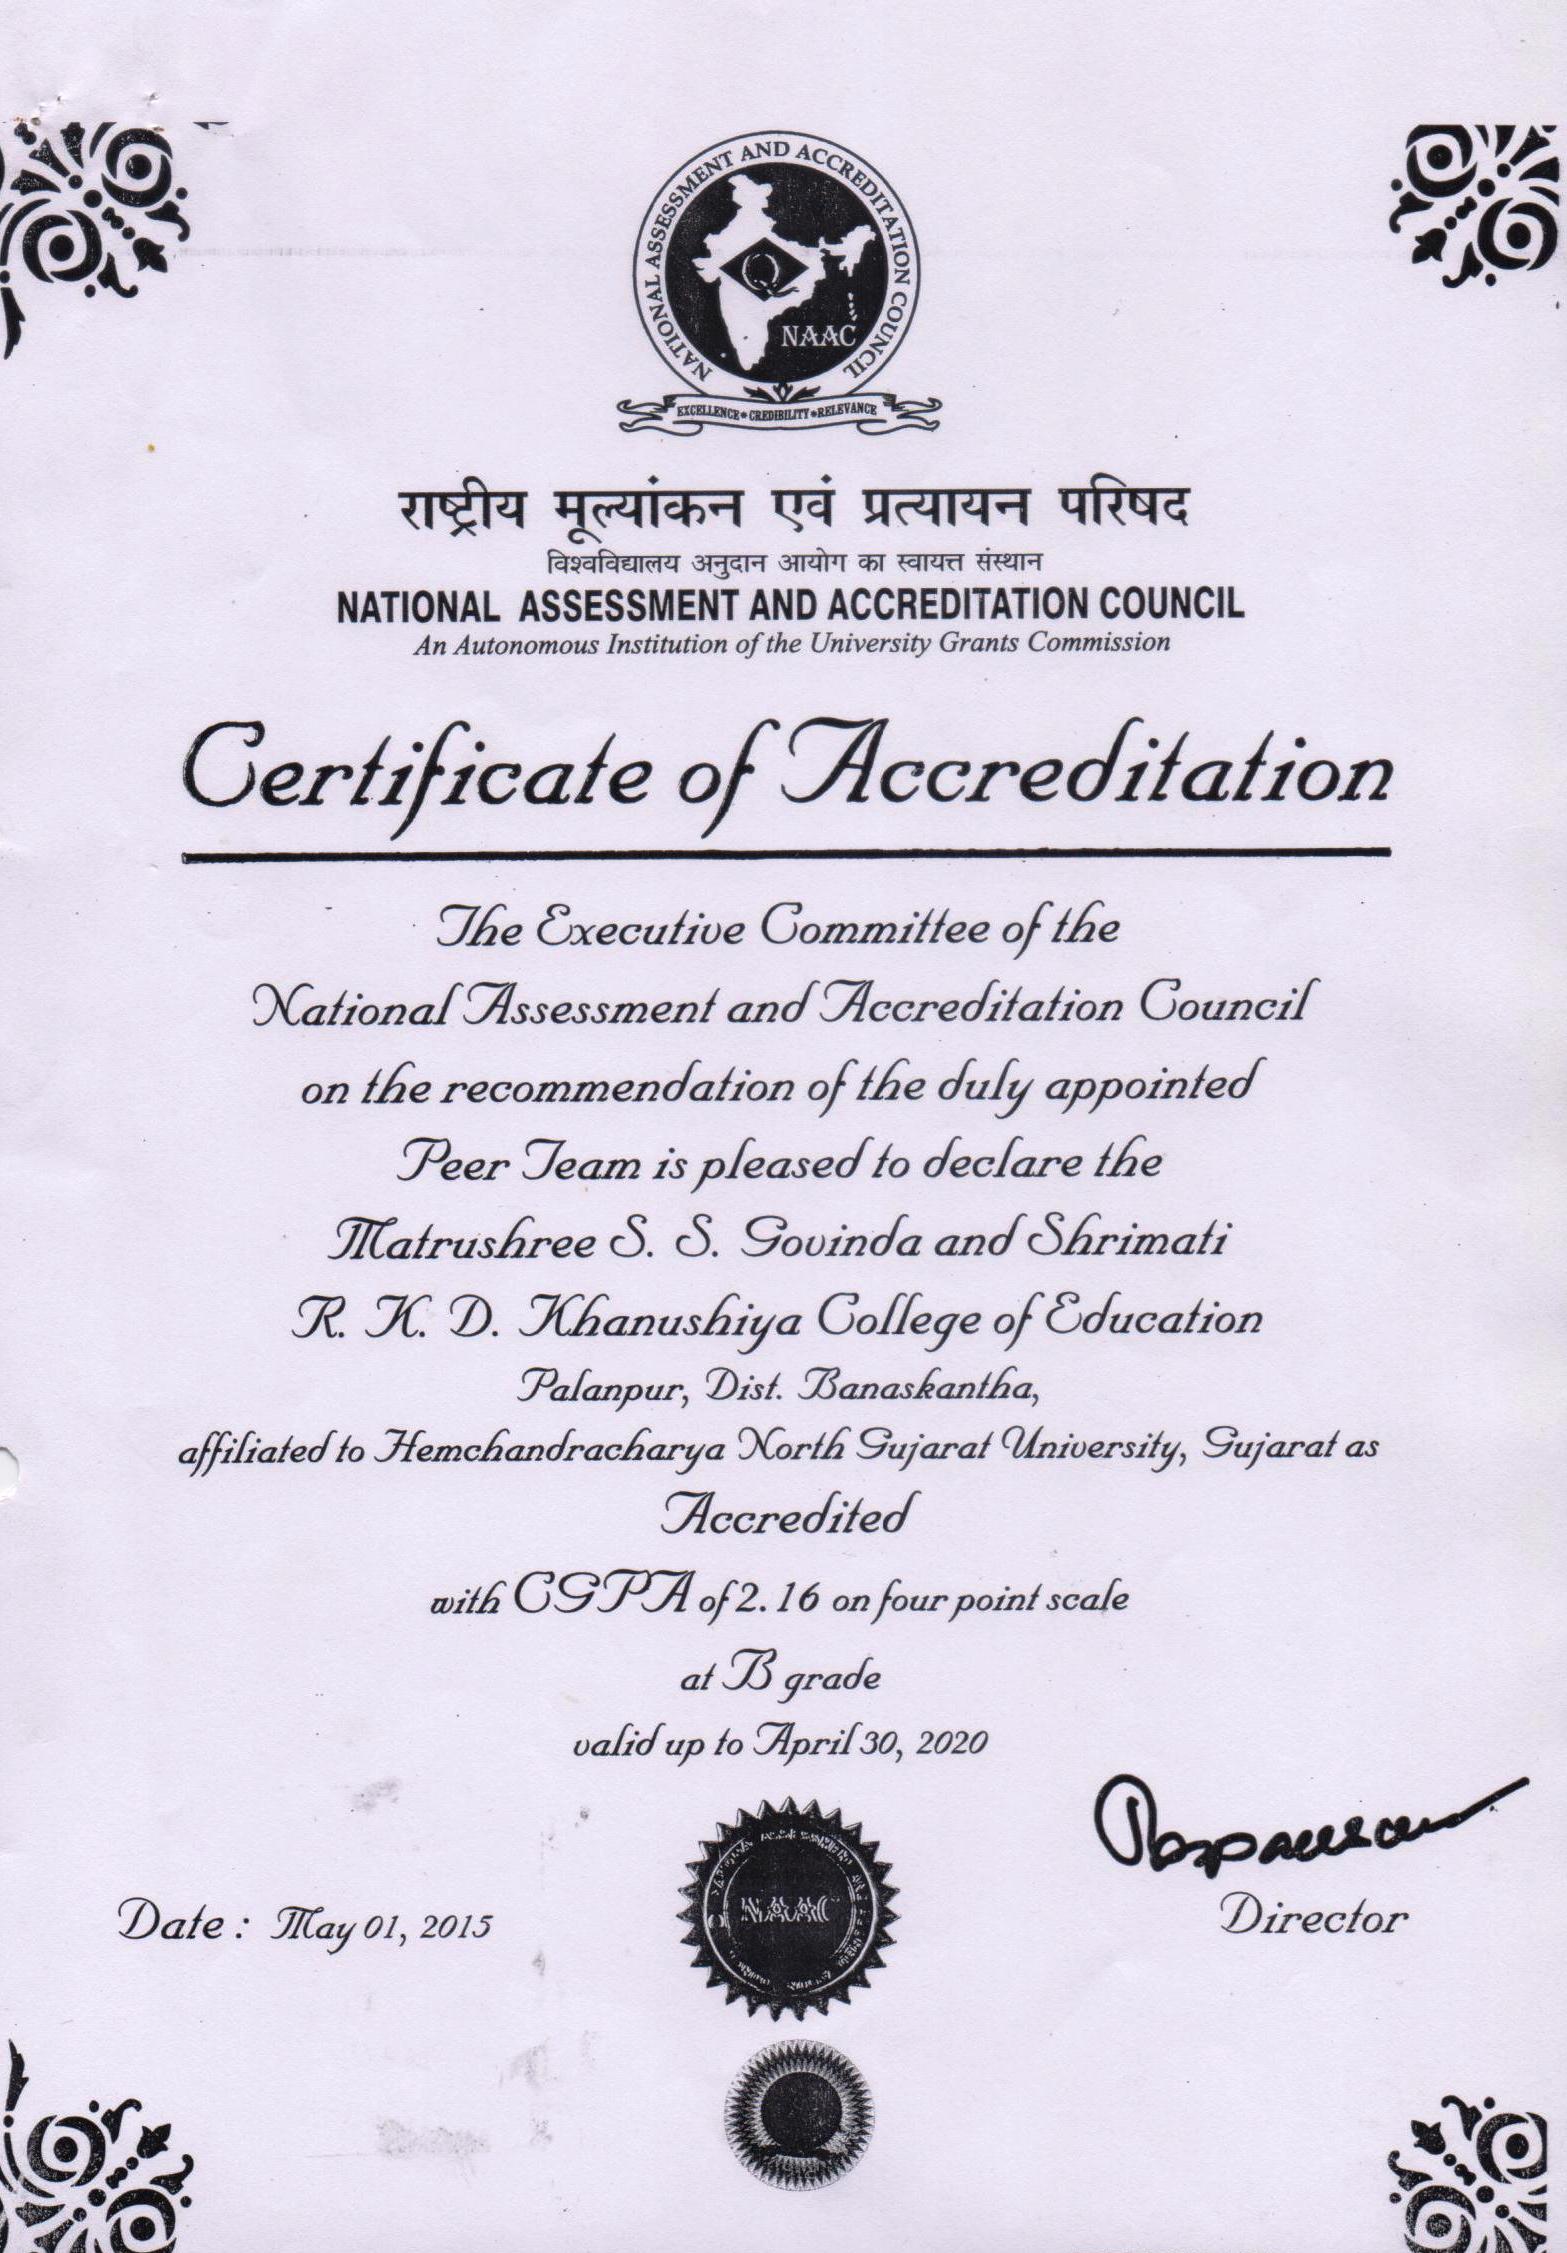 NATIONAL ASSESSMENT AND ACCREDITATION COUNCIL
NAAC
EXCELLENCE * CREDIBILITY * RELEVANCE
राष्ट्रीय मूल्यांकन एवं प्रत्यायन परिषद
विश्वविद्यालय अनुदान आयोग का स्वायत्त संस्थान
NATIONAL ASSESSMENT AND ACCREDITATION COUNCIL
An Autonomous Institution of the University Grants Commission
Certificate of Accreditation
The Executive Committee of the
National Assessment and Accreditation Council
on the recommendation of the duly appointed
Peer Team is pleased to declare the
Matrushree S. S. Govinda and Shrimati
R. K. D. Khanushiya College of Education
Palanpur, Dist. Banaskantha,
affiliated to Hemchandracharya North Gujarat University, Gujarat as
Accredited
with CGPA of 2.16 on four point scale
at B grade
valid up to April 30, 2020
Date : May 01, 2015
Director